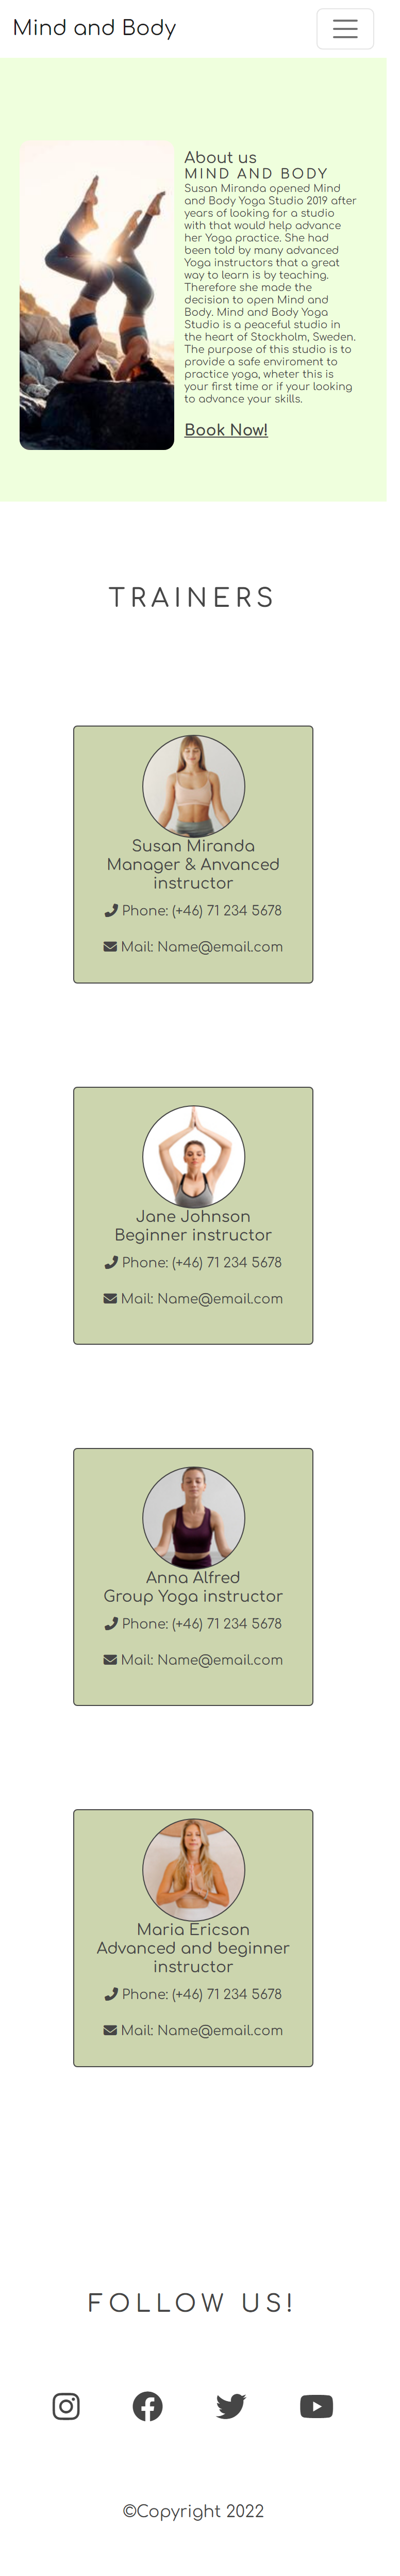 Mind and Body
About us
MIND AND BODY
Susan Miranda opened Mind
and Body Yoga Studio 2019 after
years of looking for a studio
with that would help advance
her Yoga practice. She had
been told by many advanced
Yoga instructors that a great
way to learn is by teaching.
Therefore she made the
decision to open Mind and
Body. Mind and Body Yoga
Studio is a peaceful studio in
the heart of Stockholm, Sweden.
The purpose of this studio is to
provide a safe enviroment to
practice yoga, wheter this is
your first time or if your looking
to advance your skills.
Book Now!
TRAINERS
Susan Miranda
Manager & Anvanced
instructor
Phone: (+46) 71 234 5678
Mail: Name@email.com
Jane Johnson
Beginner instructor
Phone: (+46) 71 234 5678
Mail: Name@email.com
Anna Alfred
Group Yoga instructor
Phone: (+46) 71 234 5678
Mail: Name@email.com
Maria Ericson
Advanced and beginner
instructor
Phone: (+46) 71 234 5678
Mail: Name@email.com
FOLLOW US!
©Copyright 2022